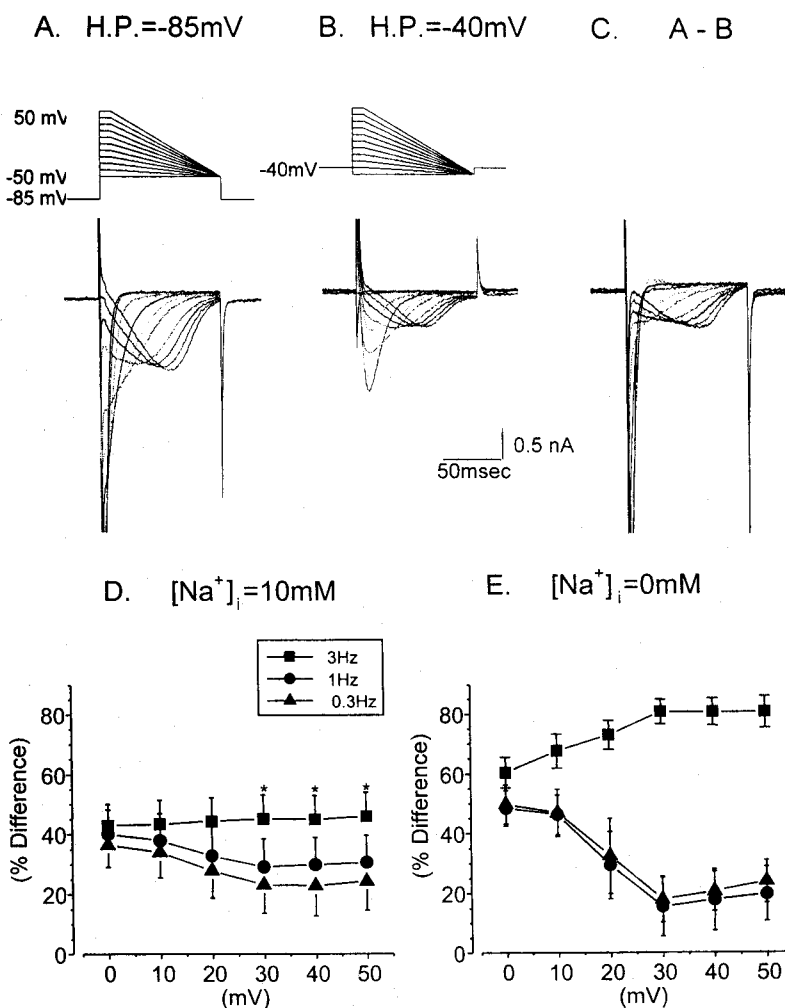 A. H.P.=-85mV
B. H.P.=-40mV
C. A - B
50 mV
-50 mV
-85 mV
-40mV
0.5 nA
50msec
D. [Na+]i=10mM
E. [Na+]i=0mM
3Hz
1Hz
0.3Hz
(% Difference)
80
60
40
20
0
* * *
0 10 20 30 40 50
(mV)
(% Difference)
80
60
40
20
0
*
0 10 20 30 40 50
(mV)